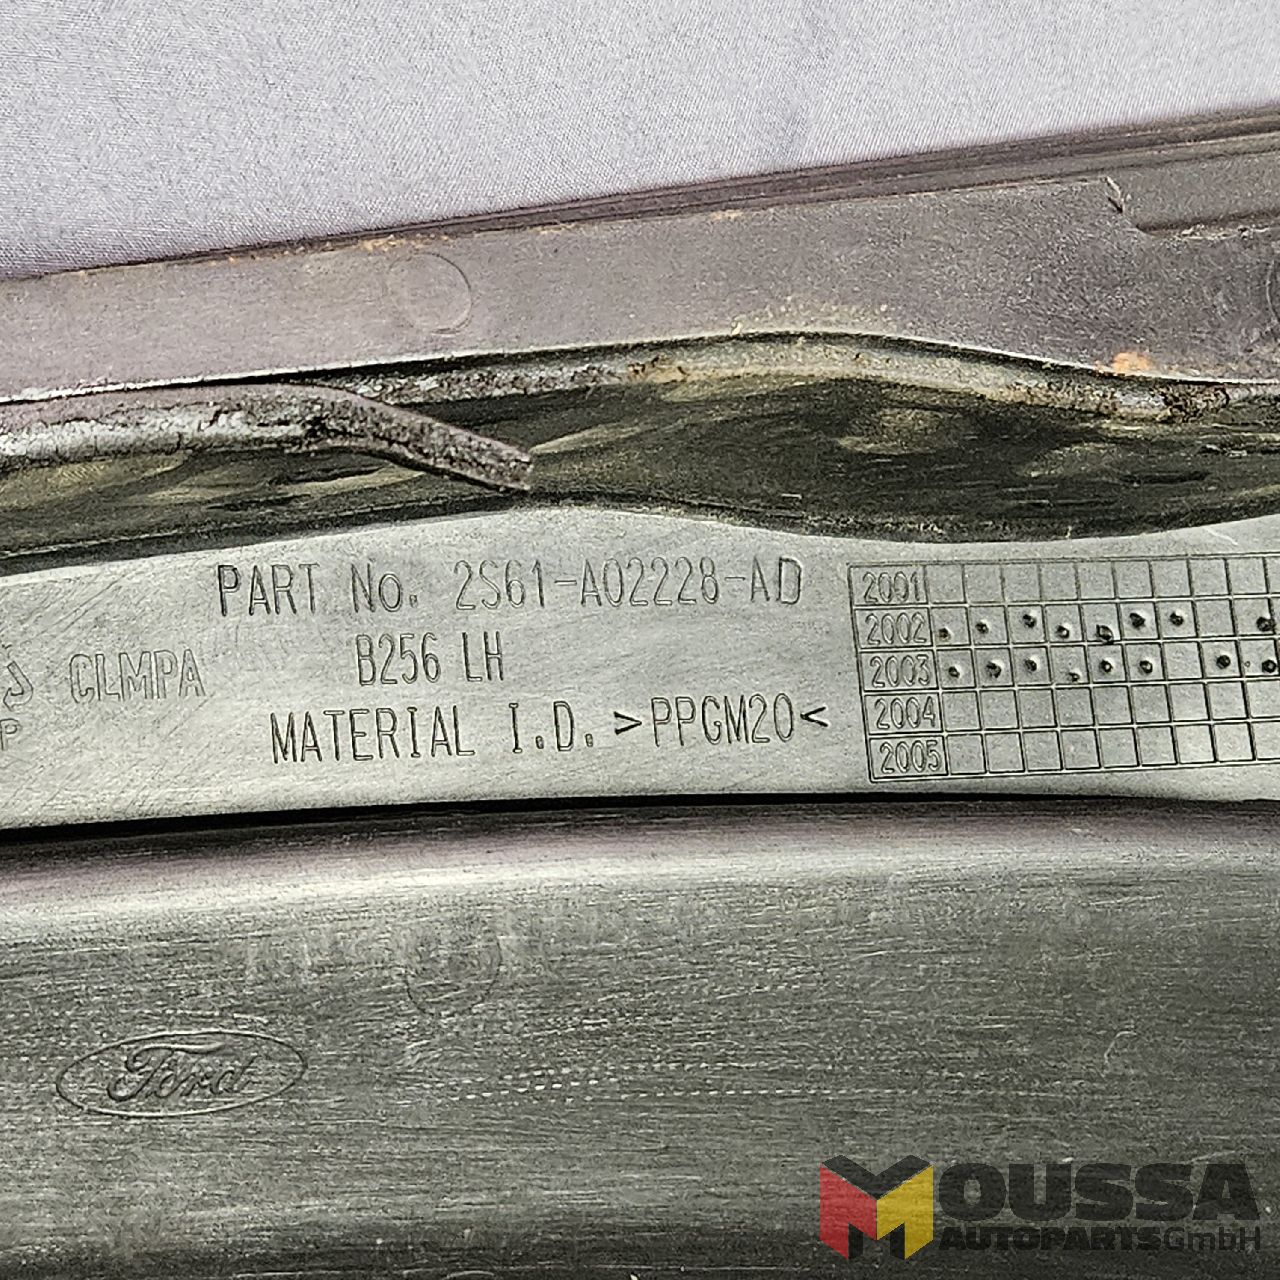 PART No. 2S61-A02228-AD
B256 LH
CLMPA
MATERIAL I.D. >PPGM20<
2001
2002
2003
2004
2005
Ford
MOUSSA
AUTOPARTS GmbH